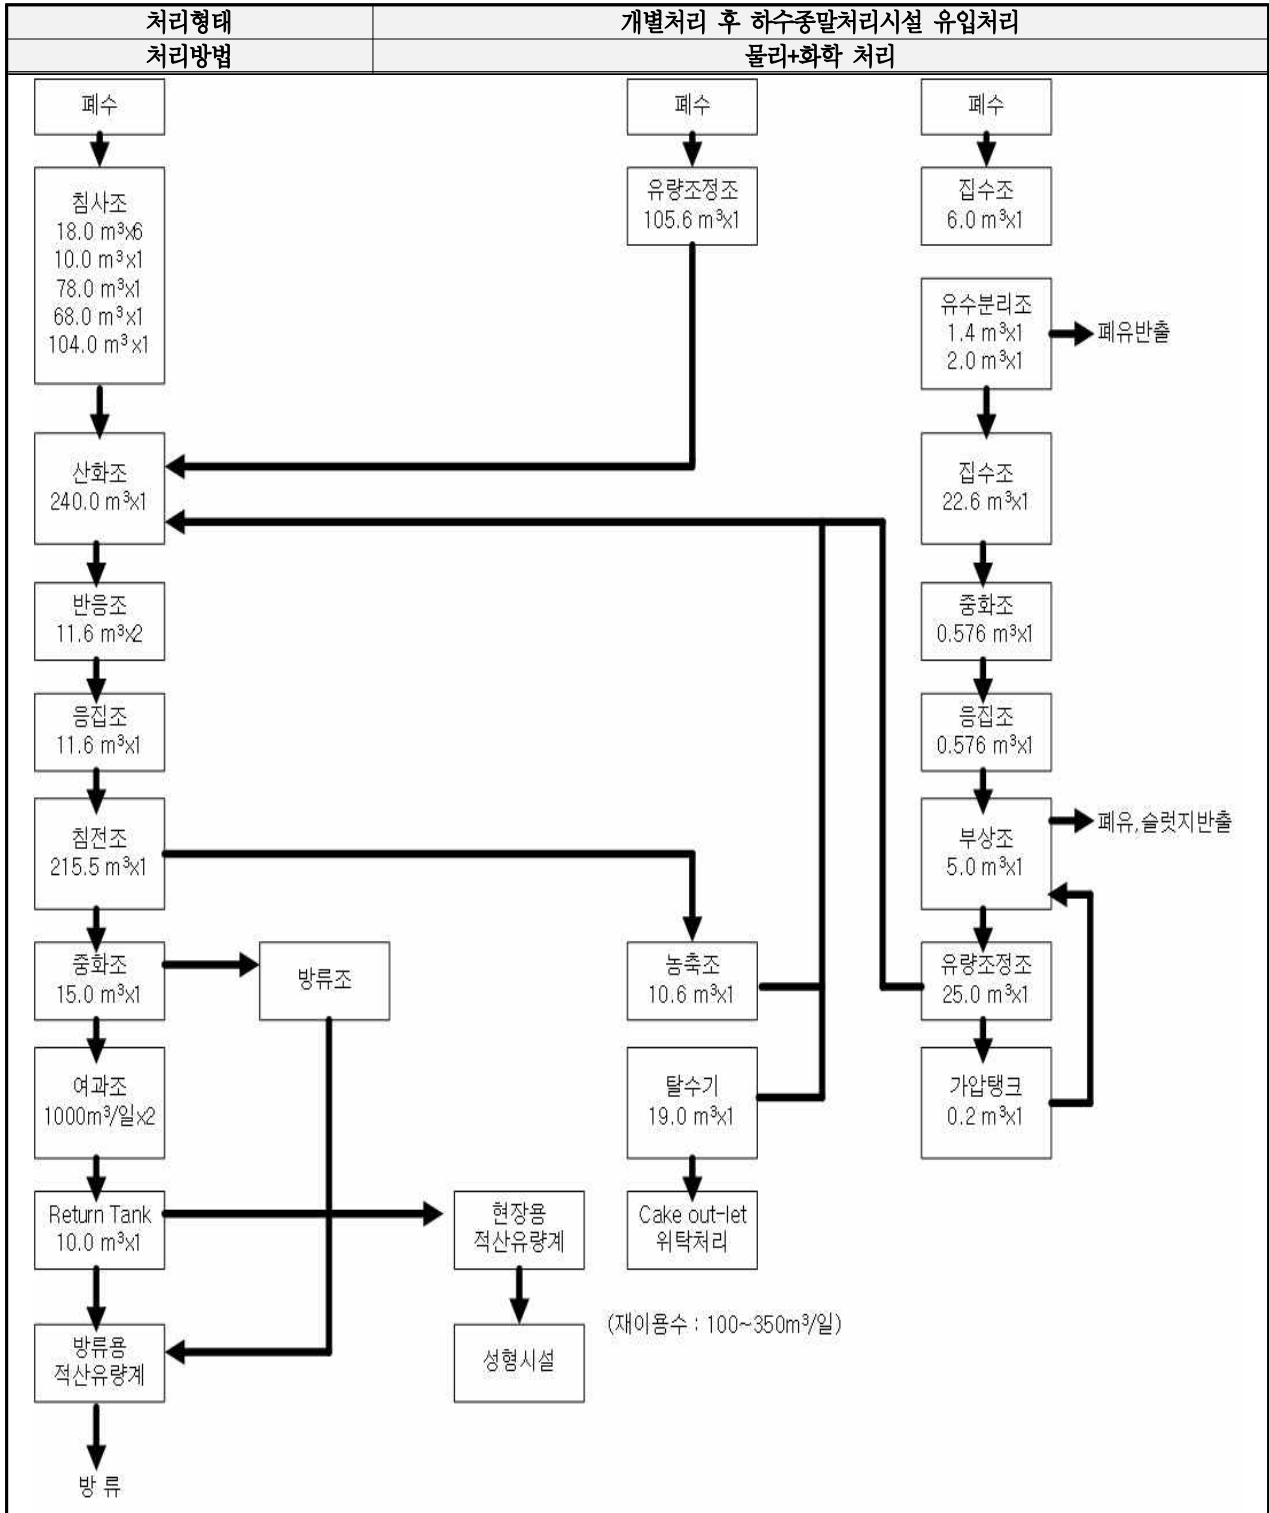 처리형태
개별처리 후 하수종말처리시설 유입처리
처리방법
물리+화학 처리
폐수
침사조
18.0 m³x6
10.0 m³x1
78.0 m³x1
68.0 m³x1
104.0 m³x1
산화조
240.0 m³x1
반응조
11.6 m³x2
응집조
11.6 m³x1
침전조
215.5 m³x1
중화조
15.0 m³x1
방류조
여과조
1000m³/일x2
Return Tank
10.0 m³x1
방류용
적산유량계
방 류
현장용
적산유량계
성형시설
(재이용수 : 100~350m³/일)
폐수
유량조정조
105.6 m³x1
농축조
10.6 m³x1
탈수기
19.0 m³x1
Cake out-let
위탁처리
폐수
집수조
6.0 m³x1
유수분리조
1.4 m³x1
2.0 m³x1
폐유반출
집수조
22.6 m³x1
중화조
0.576 m³x1
응집조
0.576 m³x1
부상조
5.0 m³x1
폐유,슬럿지반출
유량조정조
25.0 m³x1
가압탱크
0.2 m³x1